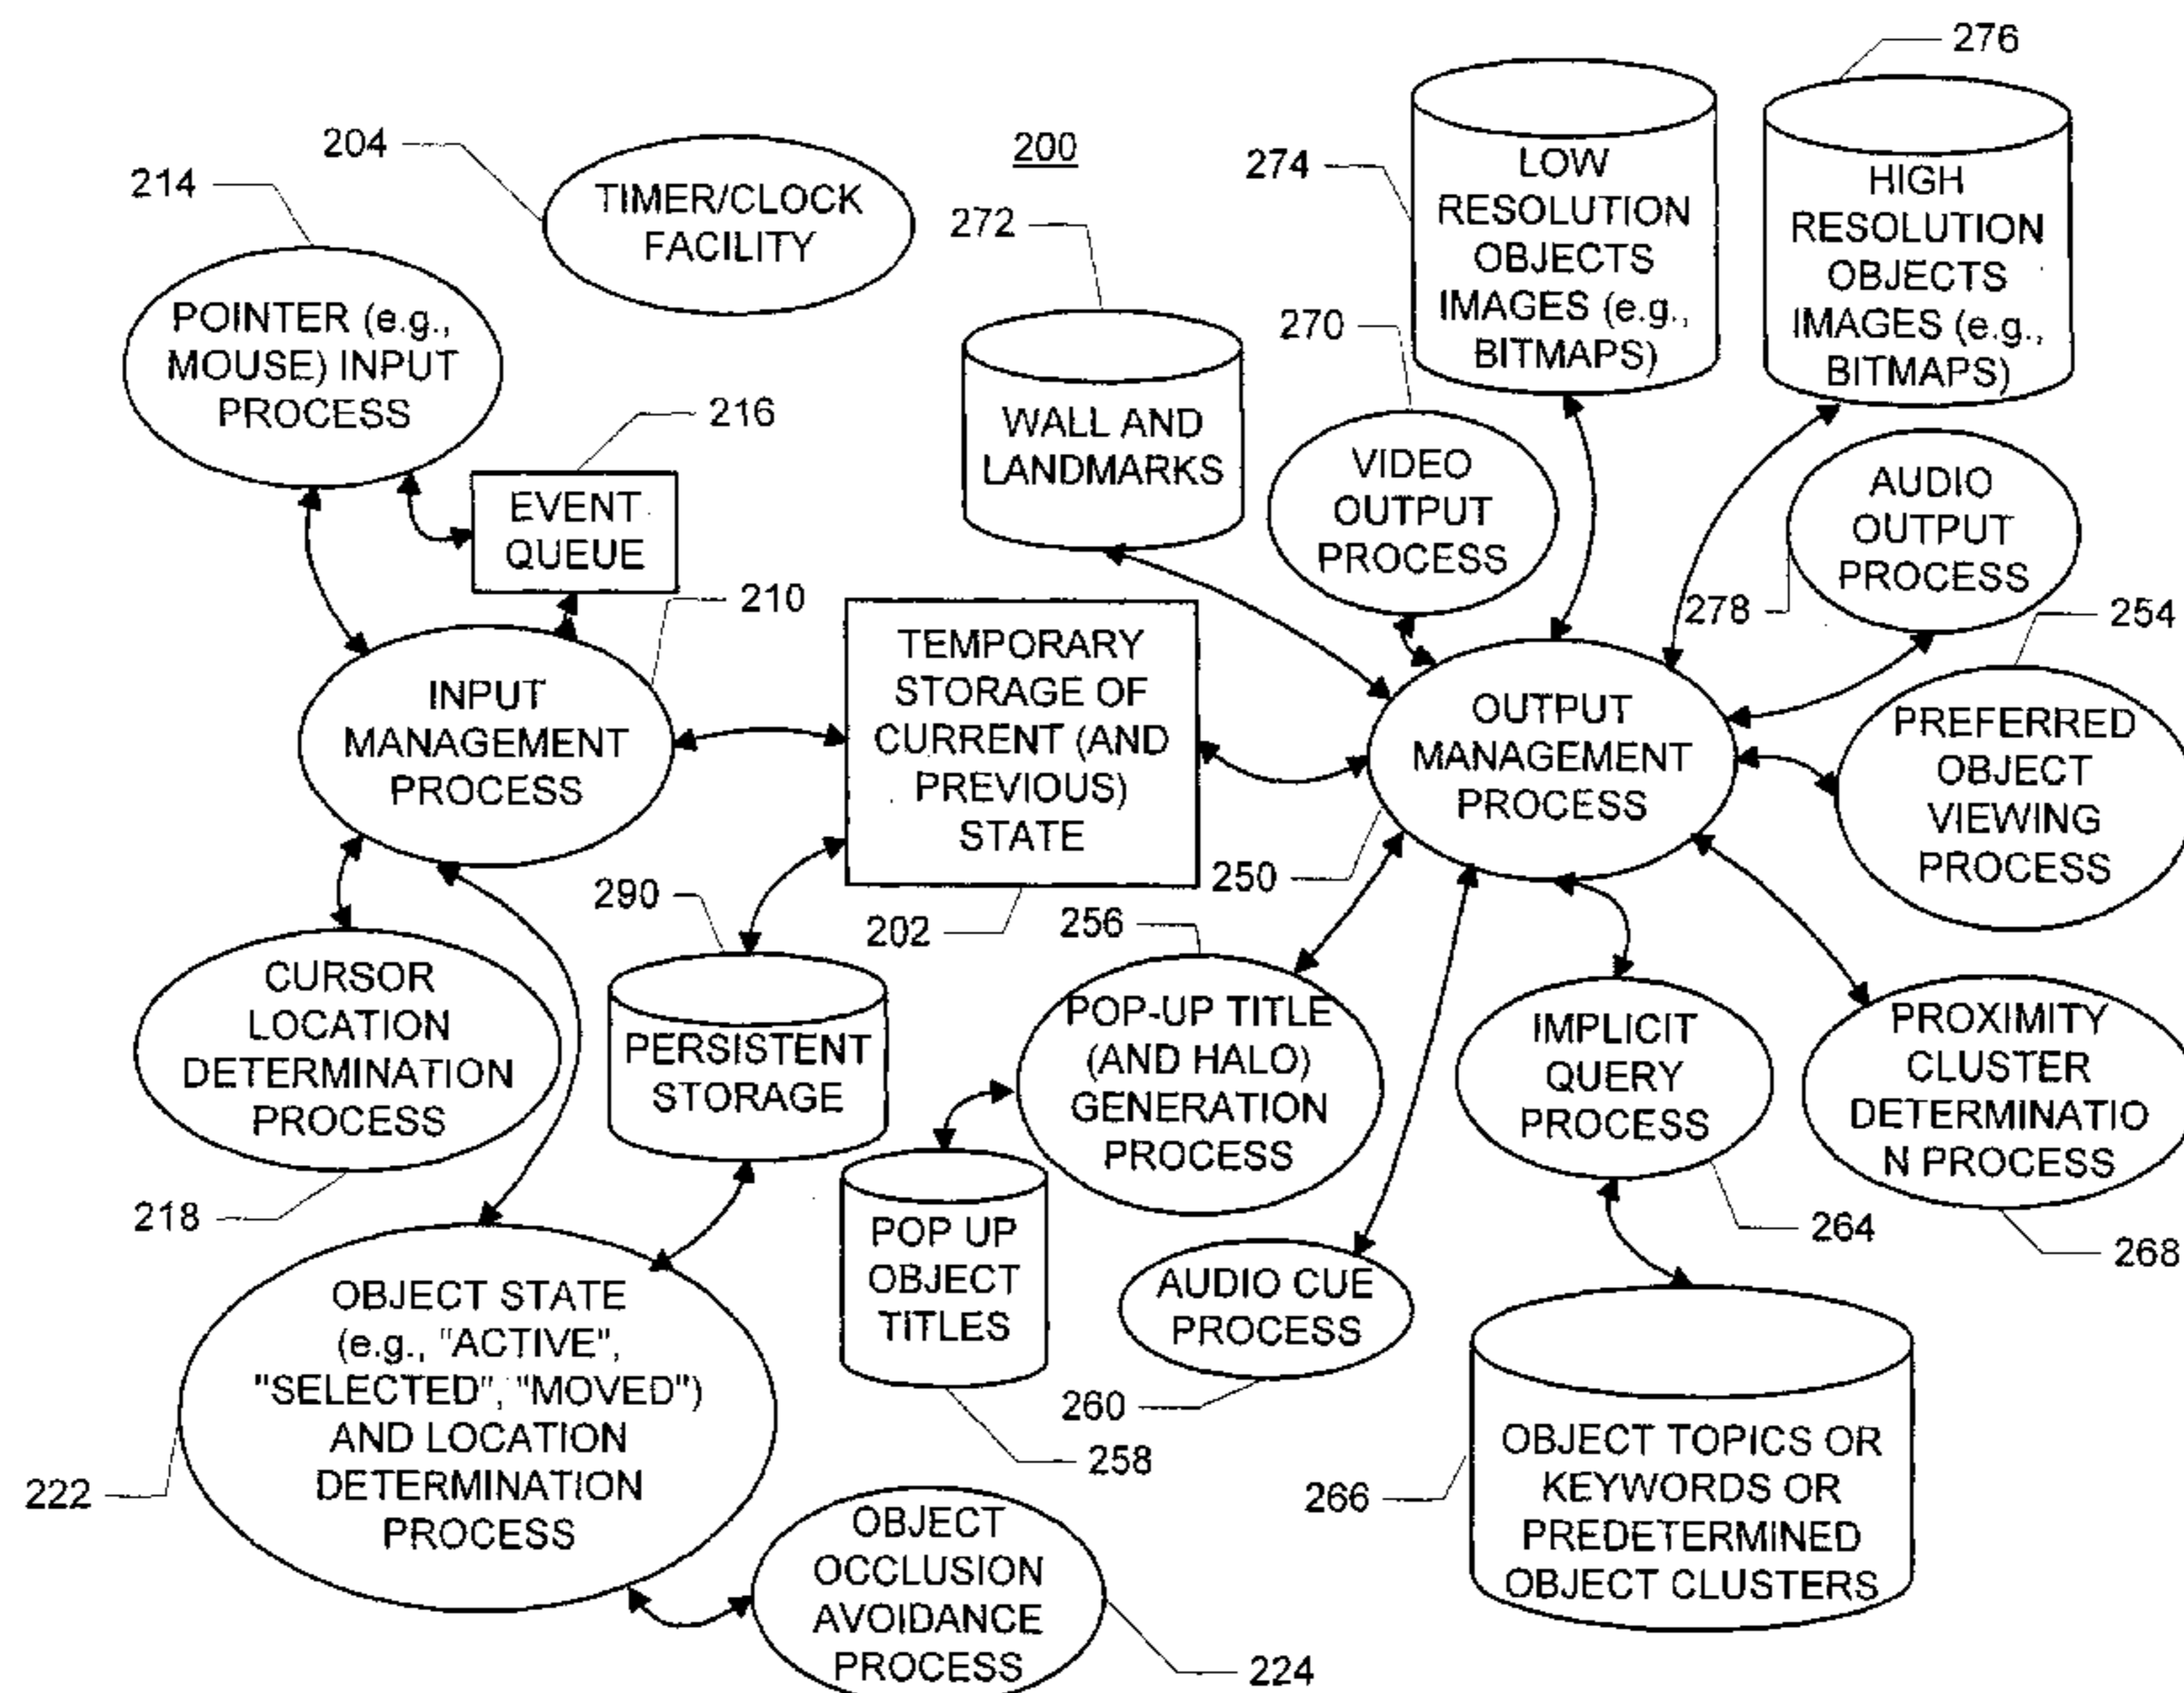 276
204
200
274
LOW
RESOLUTION
OBJECTS
IMAGES (e.g.,
BITMAPS)
HIGH
RESOLUTION
OBJECTS
IMAGES (e.g.,
BITMAPS)
214
TIMER/CLOCK
FACILITY
272
270
POINTER (e.g.,
MOUSE) INPUT
PROCESS
216
WALL AND
LANDMARKS
VIDEO
OUTPUT
PROCESS
AUDIO
OUTPUT
PROCESS
EVENT
QUEUE
210
278
254
INPUT
MANAGEMENT
PROCESS
TEMPORARY
STORAGE OF
CURRENT (AND
PREVIOUS)
STATE
OUTPUT
MANAGEMENT
PROCESS
PREFERRED
OBJECT
VIEWING
PROCESS
290
202
250
256
CURSOR
LOCATION
DETERMINATION
PROCESS
PERSISTENT
STORAGE
POP-UP TITLE
(AND HALO)
GENERATION
PROCESS
IMPLICIT
QUERY
PROCESS
PROXIMITY
CLUSTER
DETERMINATIO
N PROCESS
218
264
268
POP UP
OBJECT
TITLES
AUDIO CUE
PROCESS
260
258
OBJECT STATE
(e.g., "ACTIVE",
"SELECTED", "MOVED")
AND LOCATION
DETERMINATION
PROCESS
222
266
OBJECT TOPICS OR
KEYWORDS OR
PREDETERMINED
OBJECT CLUSTERS
OBJECT
OCCLUSION
AVOIDANCE
PROCESS
224